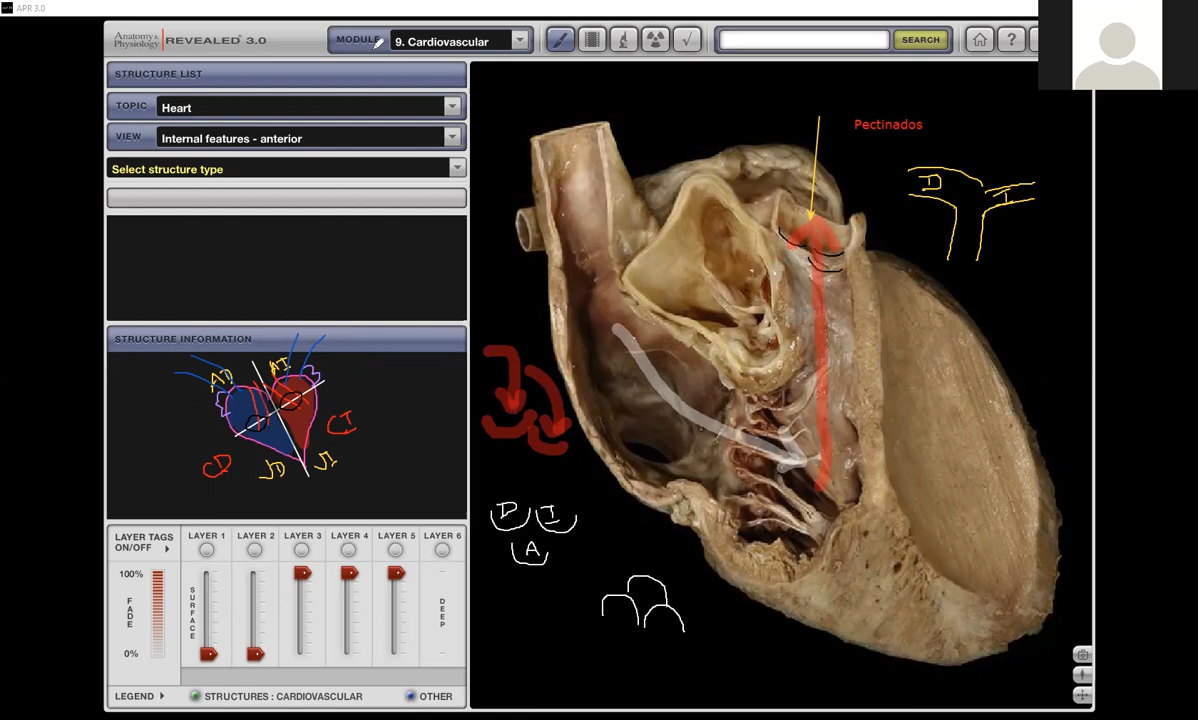 APR 3.0
Anatomy & Physiology REVEALED® 3.0
MODULE 9. Cardiovascular
? √
SEARCH
STRUCTURE LIST
TOPIC Heart
VIEW Internal features - anterior
Select structure type
Pectinados
D I
STRUCTURE INFORMATION
AD AI
CI
CD VD VI
D I
A
LAYER TAGS ON/OFF
LAYER 1 LAYER 2 LAYER 3 LAYER 4 LAYER 5 LAYER 6
100%
FADE
0%
SURFACE
DEEP
LEGEND STRUCTURES : CARDIOVASCULAR OTHER